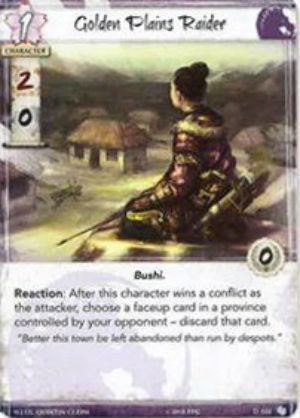 1
Golden Plains Raider
CHARACTER
2
0
0
Bushi.
Reaction: After this character wins a conflict as
the attacker, choose a faceup card in a province
controlled by your opponent – discard that card.
"Better this town be left abandoned than run by despots."